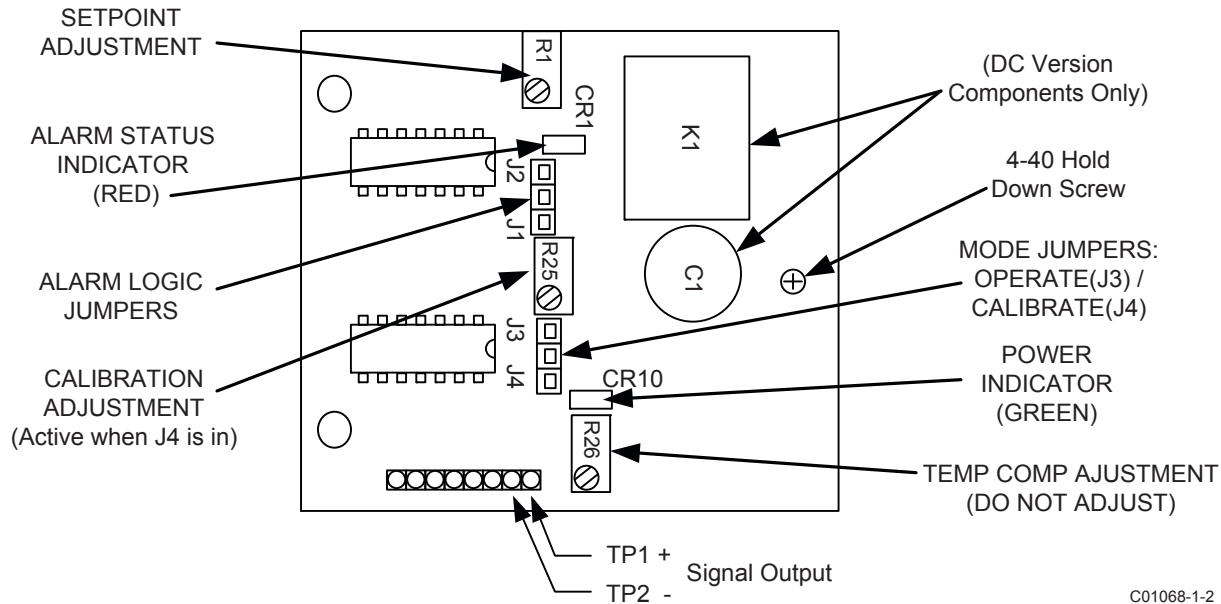 SETPOINT
ADJUSTMENT
ALARM STATUS
INDICATOR
(RED)
ALARM LOGIC
JUMPERS
CALIBRATION
ADJUSTMENT
(Active when J4 is in)
R1
CR1
J2
J1
R25
J3
J4
CR10
R26
K1
C1
(DC Version
Components Only)
4-40 Hold
Down Screw
MODE JUMPERS:
OPERATE(J3) /
CALIBRATE(J4)
POWER
INDICATOR
(GREEN)
TEMP COMP AJUSTMENT
(DO NOT ADJUST)
TP1 +
TP2 -
Signal Output
C01068-1-2